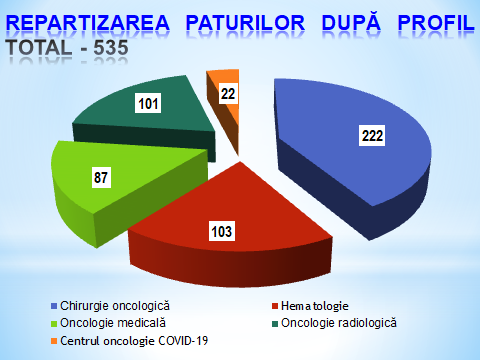 REPARTIZAREA PATURILOR DUPĂ PROFIL
TOTAL - 535
22
101
222
87
103
Chirurgie oncologică
Hematologie
Oncologie medicală
Oncologie radiologică
Centrul oncologie COVID-19